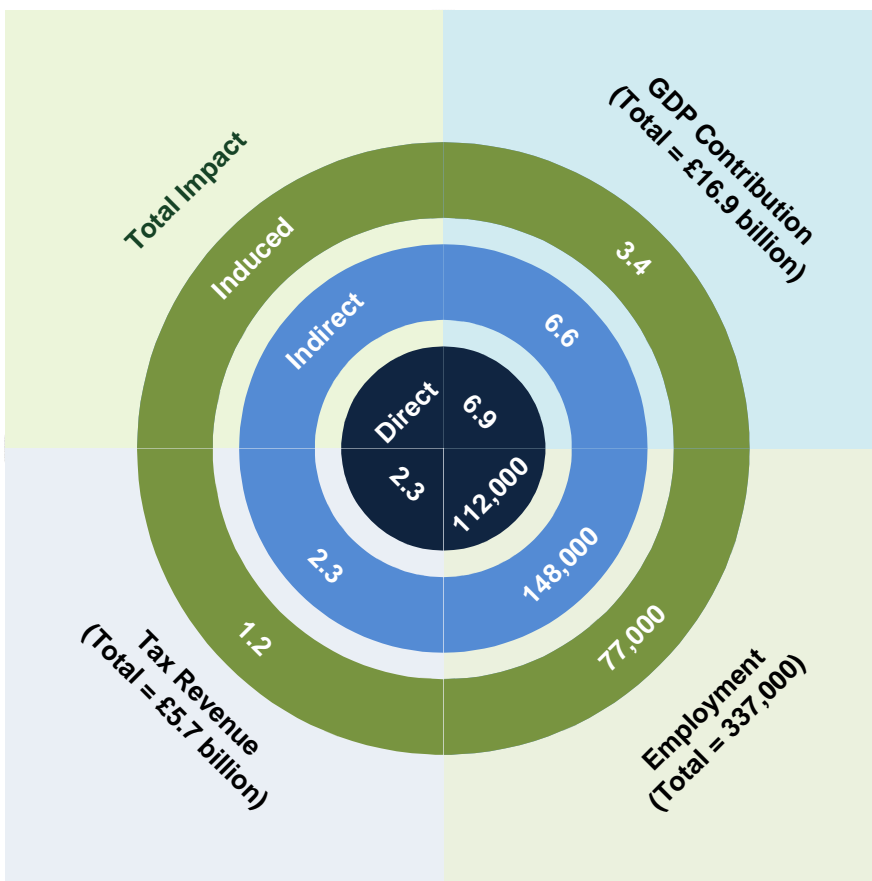 Total Impact
Induced
Indirect
Direct
GDP Contribution
(Total = £16.9 billion)
3.4
6.6
6.9
2.3
2.3
1.2
Tax Revenue
(Total = £5.7 billion)
112,000
148,000
77,000
Employment
(Total = 337,000)